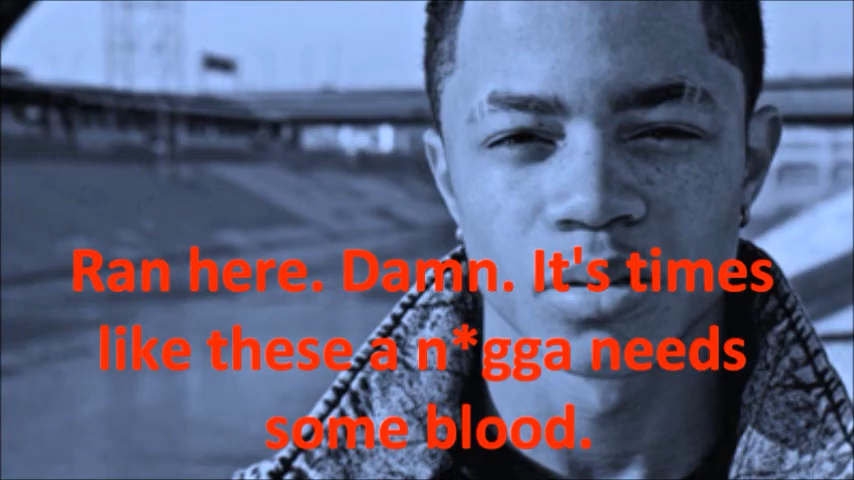 Ran here. Damn. It's times
like these a n*gga needs
some blood.